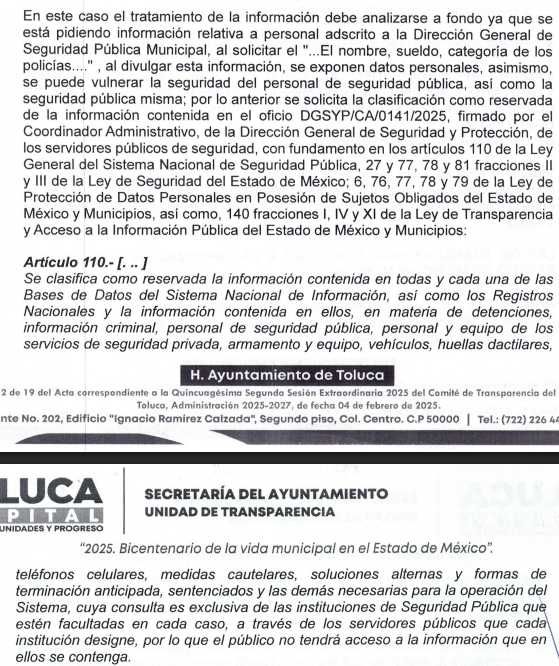 En este caso el tratamiento de la información debe analizarse a fondo ya que se
está pidiendo información relativa a personal adscrito a la Dirección General de
Seguridad Pública Municipal, al solicitar el "...El nombre, sueldo, categoría de los
policías...." , al divulgar esta información, se exponen datos personales, asimismo,
se puede vulnerar la seguridad del personal de seguridad pública, así como la
seguridad pública misma; por lo anterior se solicita la clasificación como reservada
de la información contenida en el oficio DGSYP/CA/0141/2025, firmado por el
Coordinador Administrativo, de la Dirección General de Seguridad y Protección, de
los servidores públicos de seguridad, con fundamento en los artículos 110 de la Ley
General del Sistema Nacional de Seguridad Pública, 27 y 77, 78 y 81 fracciones II
y III de la Ley de Seguridad del Estado de México; 6, 76, 77, 78 y 79 de la Ley de
Protección de Datos Personales en Posesión de Sujetos Obligados del Estado de
México y Municipios, así como, 140 fracciones I, IV y XI de la Ley de Transparencia
y Acceso a la Información Pública del Estado de México y Municipios:
Artículo 110.- [. .. ]
Se clasifica como reservada la información contenida en todas y cada una de las
Bases de Datos del Sistema Nacional de Información, así como los Registros
Nacionales y la información contenida en ellos, en materia de detenciones,
información criminal, personal de seguridad pública, personal y equipo de los
servicios de seguridad privada, armamento y equipo, vehículos, huellas dactilares,
H. Ayuntamiento de Toluca
2 de 19 del Acta correspondiente a la Quincuagésima Segunda Sesión Extraordinaria 2025 del Comité de Transparencia del
Toluca, Administración 2025-2027, de fecha 04 de febrero de 2025.
nte No. 202, Edificio "Ignacio Ramírez Calzada", Segundo piso, Col. Centro. C.P 50000 | Tel.: (722) 226 44
LUCA
PITAL
UNIDADES Y PROGRESO
SECRETARÍA DEL AYUNTAMIENTO
UNIDAD DE TRANSPARENCIA
"2025. Bicentenario de la vida municipal en el Estado de México".
teléfonos celulares, medidas cautelares, soluciones alternas y formas de
terminación anticipada, sentenciados y las demás necesarias para la operación del
Sistema, cuya consulta es exclusiva de las instituciones de Seguridad Pública que
estén facultadas en cada caso, a través de los servidores públicos que cada
institución designe, por lo que el público no tendrá acceso a la información que en
ellos se contenga.